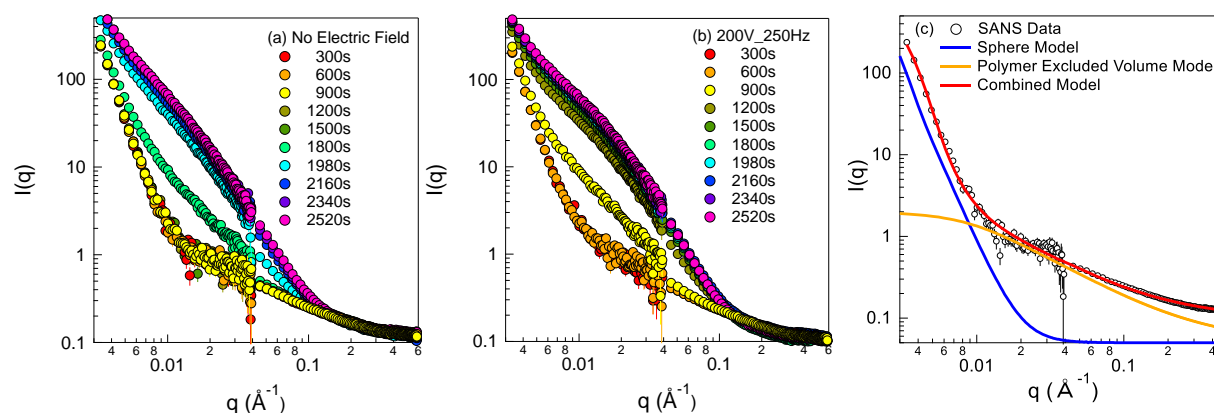 (a) No Electric Field
300s
600s
900s
1200s
1500s
1800s
1980s
2160s
2340s
2520s
I(q)
100
10
1
0.1
4 6 8 0.01 2 4 6 8 0.1 2 4 6
q (Å⁻¹)
(b) 200V_250Hz
300s
600s
900s
1200s
1500s
1800s
1980s
2160s
2340s
2520s
I(q)
100
10
1
0.1
4 6 8 0.01 2 4 6 8 0.1 2 4 6
q (Å⁻¹)
(c)
SANS Data
Sphere Model
Polymer Excluded Volume Mode
Combined Model
I(q)
100
10
1
0.1
4 6 8 0.01 2 4 6 8 0.1 2 4
q (Å⁻¹)